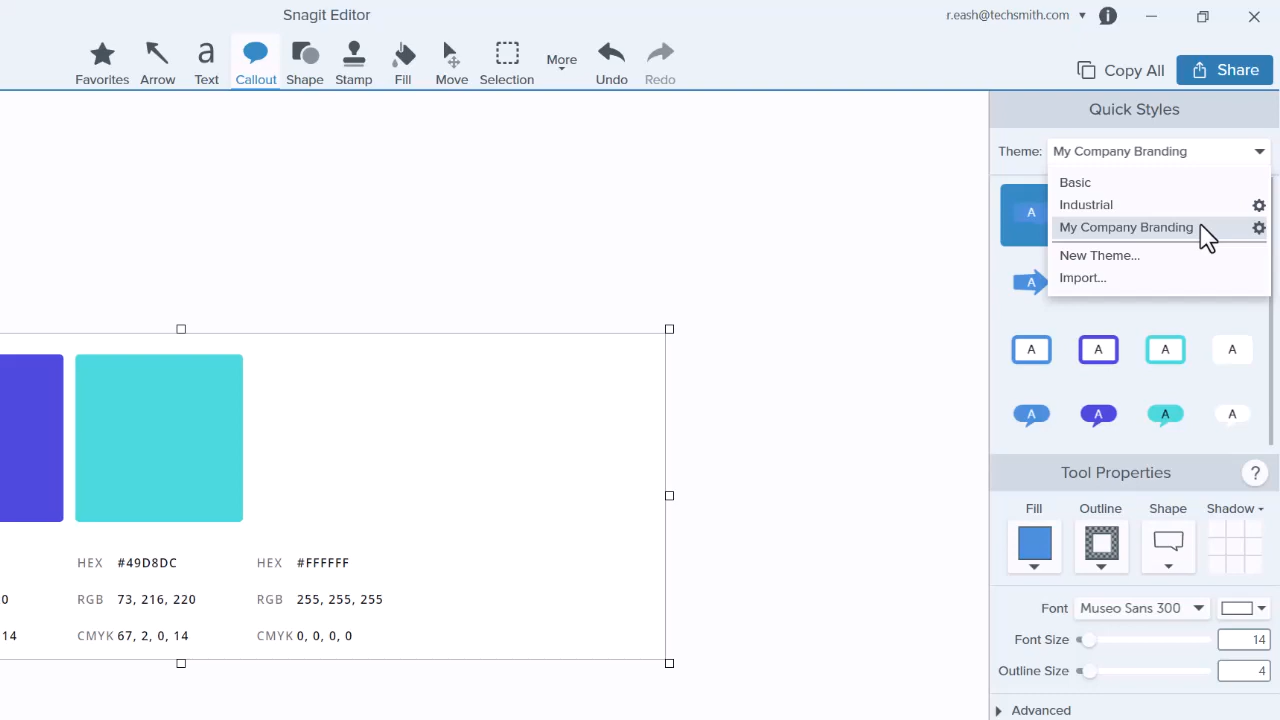 Snagit Editor
r.eash@techsmith.com
Favorites Arrow Text Callout Shape Stamp Fill Move Selection More Undo Redo
a
Copy All Share
Quick Styles
Theme: My Company Branding
Basic
Industrial
My Company Branding
New Theme...
Import...
A
A
A A A A
A A A A
Tool Properties ?
Fill Outline Shape Shadow
Font Museo Sans 300
Font Size 14
Outline Size 4
Advanced
HEX #49D8DC HEX #FFFFFF
0 RGB 73, 216, 220 RGB 255, 255, 255
14 CMYK 67, 2, 0, 14 CMYK 0, 0, 0, 0